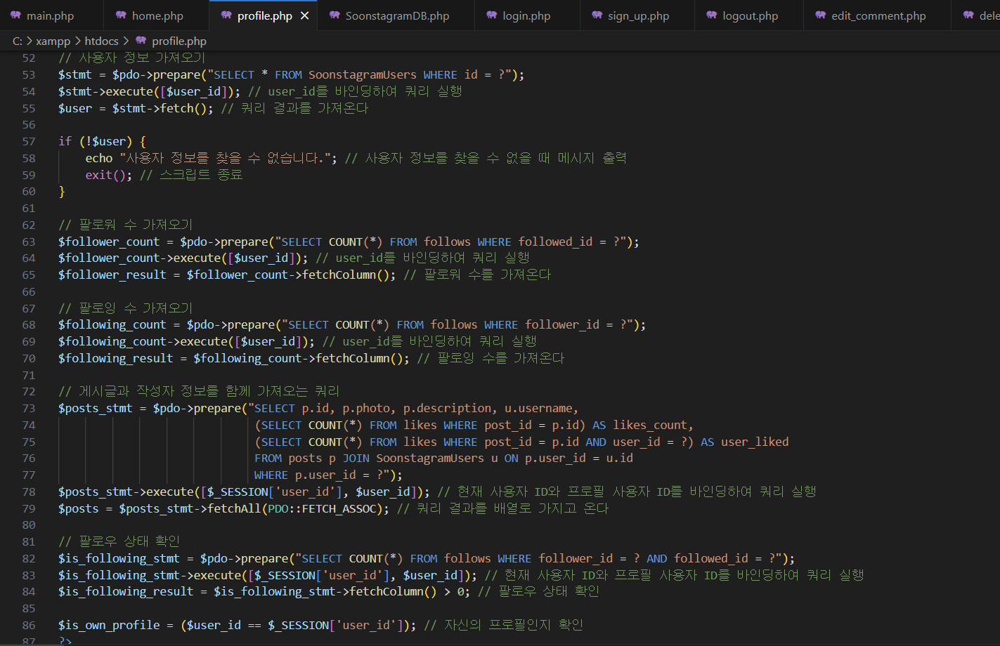 main.php home.php profile.php SoonstagramDB.php login.php sign_up.php logout.php edit_comment.php dele
C: > xampp > htdocs > profile.php
52 // 사용자 정보 가져오기
53 $stmt = $pdo->prepare("SELECT * FROM SoonstagramUsers WHERE id = ?");
54 $stmt->execute([$user_id]); // user_id를 바인딩하여 쿼리 실행
55 $user = $stmt->fetch(); // 쿼리 결과를 가져온다
56
57 if (!$user) {
58 echo "사용자 정보를 찾을 수 없습니다."; // 사용자 정보를 찾을 수 없을 때 메시지 출력
59 exit(); // 스크립트 종료
60 }
61
62 // 팔로워 수 가져오기
63 $follower_count = $pdo->prepare("SELECT COUNT(*) FROM follows WHERE followed_id = ?");
64 $follower_count->execute([$user_id]); // user_id를 바인딩하여 쿼리 실행
65 $follower_result = $follower_count->fetchColumn(); // 팔로워 수를 가져온다
66
67 // 팔로잉 수 가져오기
68 $following_count = $pdo->prepare("SELECT COUNT(*) FROM follows WHERE follower_id = ?");
69 $following_count->execute([$user_id]); // user_id를 바인딩하여 쿼리 실행
70 $following_result = $following_count->fetchColumn(); // 팔로잉 수를 가져온다
71
72 // 게시글과 작성자 정보를 함께 가져오는 쿼리
73 $posts_stmt = $pdo->prepare("SELECT p.id, p.photo, p.description, u.username,
74 (SELECT COUNT(*) FROM likes WHERE post_id = p.id) AS likes_count,
75 (SELECT COUNT(*) FROM likes WHERE post_id = p.id AND user_id = ?) AS user_liked
76 FROM posts p JOIN SoonstagramUsers u ON p.user_id = u.id
77 WHERE p.user_id = ?");
78 $posts_stmt->execute([$_SESSION['user_id'], $user_id]); // 현재 사용자 ID와 프로필 사용자 ID를 바인딩하여 쿼리 실행
79 $posts = $posts_stmt->fetchAll(PDO::FETCH_ASSOC); // 쿼리 결과를 배열로 가지고 온다
80
81 // 팔로우 상태 확인
82 $is_following_stmt = $pdo->prepare("SELECT COUNT(*) FROM follows WHERE follower_id = ? AND followed_id = ?");
83 $is_following_stmt->execute([$_SESSION['user_id'], $user_id]); // 현재 사용자 ID와 프로필 사용자 ID를 바인딩하여 쿼리 실행
84 $is_following_result = $is_following_stmt->fetchColumn() > 0; // 팔로우 상태 확인
85
86 $is_own_profile = ($user_id == $_SESSION['user_id']); // 자신의 프로필인지 확인
87 ?>